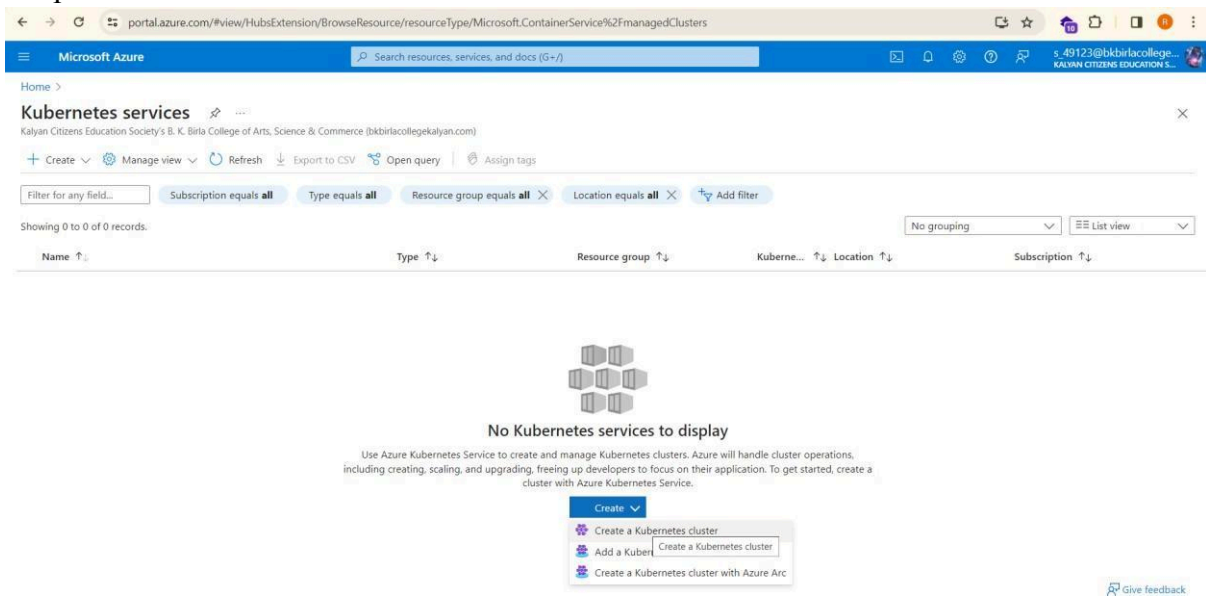 portal.azure.com/#view/HubsExtension/BrowseResource/resourceType/Microsoft.ContainerService%2FmanagedClusters
10
R
Microsoft Azure
Search resources, services, and docs (G+/)
s_49123@bkbirlacollege...
KALYAN CITIZENS EDUCATION S...
Home >
Kubernetes services
Kalyan Citizens Education Society's B. K. Birla College of Arts, Science & Commerce (bkbirlacollegekalyan.com)
+ Create Manage view Refresh Export to CSV Open query Assign tags
Filter for any field... Subscription equals all Type equals all Resource group equals all Location equals all Add filter
Showing 0 to 0 of 0 records.
No grouping List view
Name Type Resource group Kuberne... Location Subscription
No Kubernetes services to display
Use Azure Kubernetes Service to create and manage Kubernetes clusters. Azure will handle cluster operations,
including creating, scaling, and upgrading, freeing up developers to focus on their application. To get started, create a
cluster with Azure Kubernetes Service.
Create
Create a Kubernetes cluster
Create a Kubernetes cluster
Add a Kuber
Create a Kubernetes cluster with Azure Arc
Give feedback